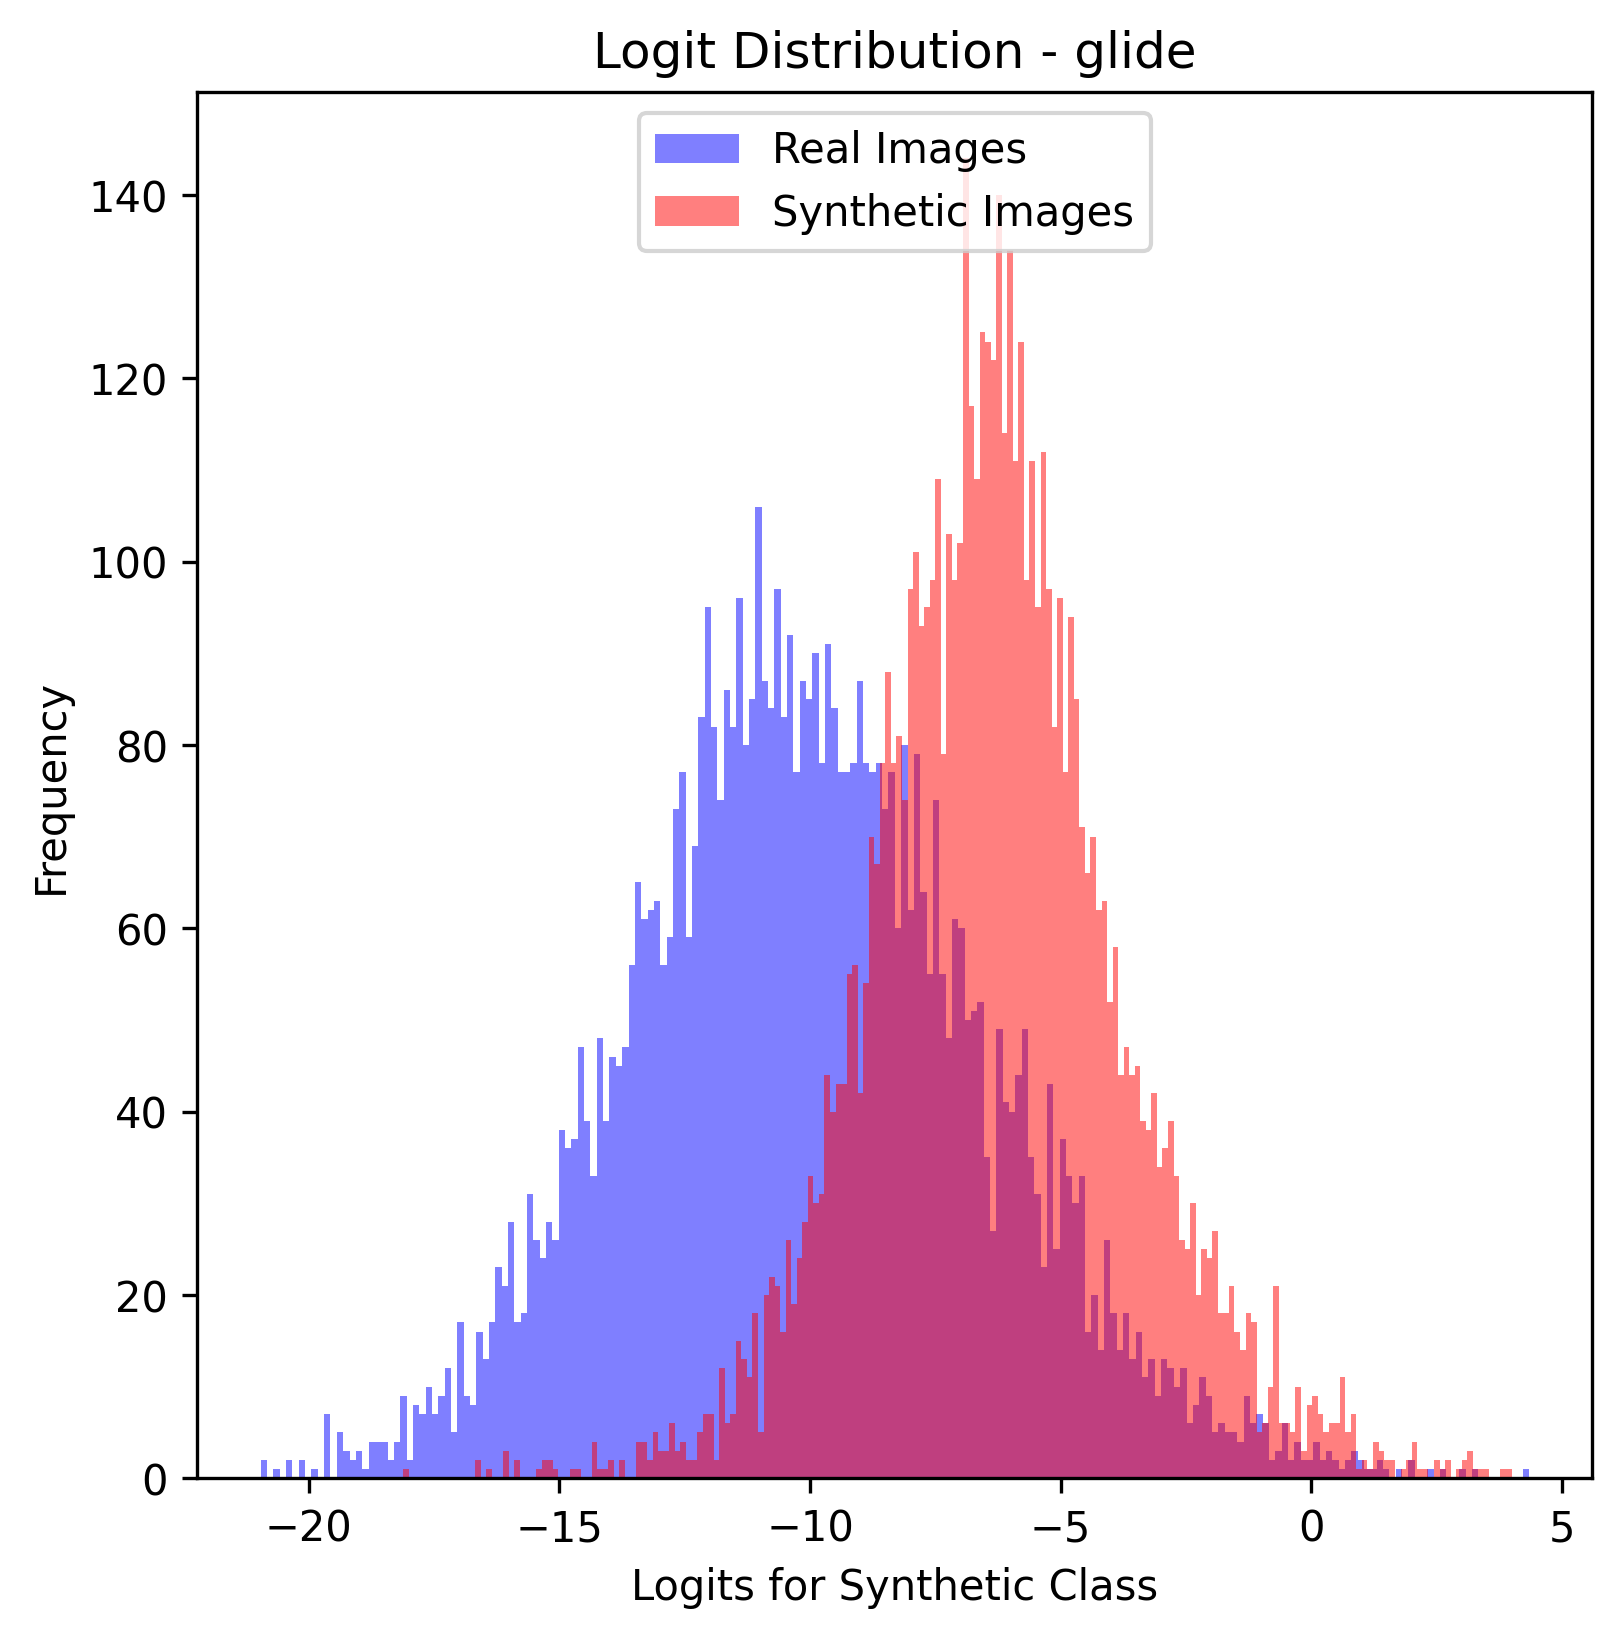 Logit Distribution - glide
Real Images
Synthetic Images
140
120
100
80
60
40
20
0
Frequency
−20 −15 −10 −5 0 5
Logits for Synthetic Class